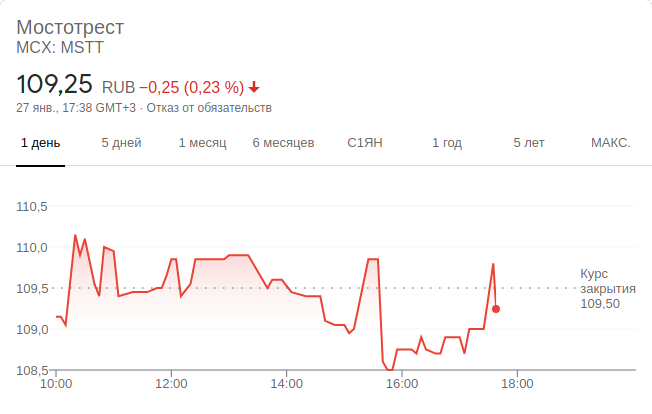 Мостотрест
MCX: MSTT
109,25 RUB −0,25 (0,23 %)
27 янв., 17:38 GMT+3 · Отказ от обязательств
1 день 5 дней 1 месяц 6 месяцев С1ЯН 1 год 5 лет МАКС.
110,5
110,0
109,5
109,0
108,5
Курс
закрытия
109,50
10:00 12:00 14:00 16:00 18:00